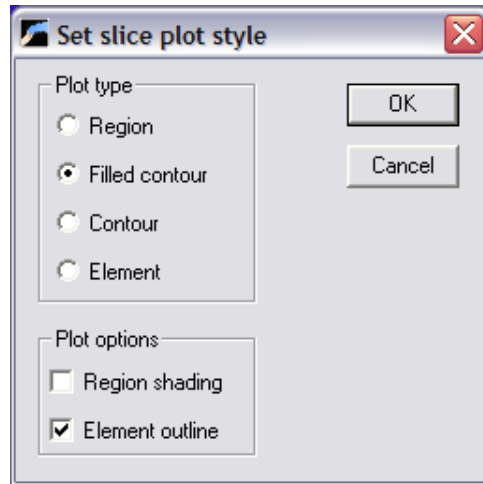 Set slice plot style
Plot type
Region
Filled contour
Contour
Element
OK
Cancel
Plot options
Region shading
Element outline